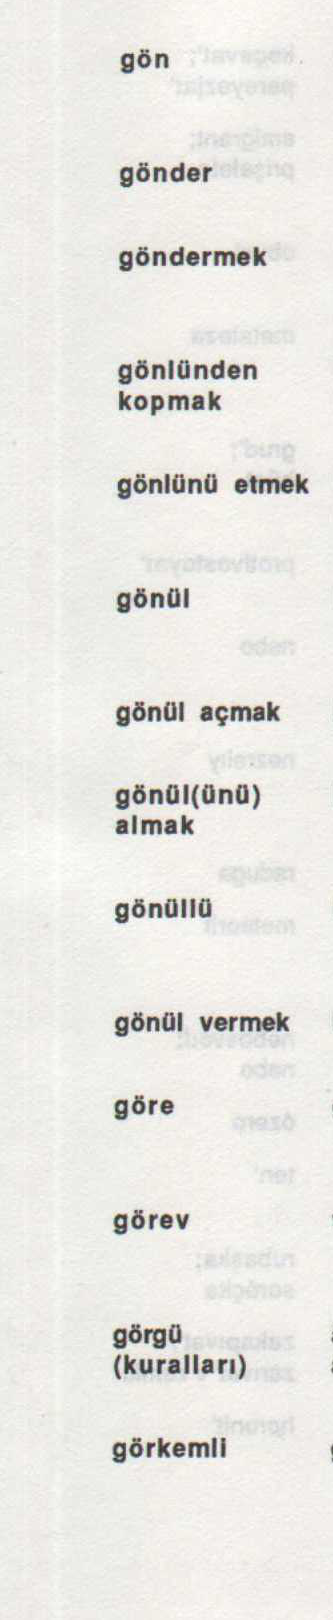 gön
gönder
göndermek
gönlünden
kopmak
gönlünü etmek
gönül
gönül açmak
gönül(ünü)
almak
gönüllü
gönül vermek
göre
görev
görgü
(kuralları)
görkemli